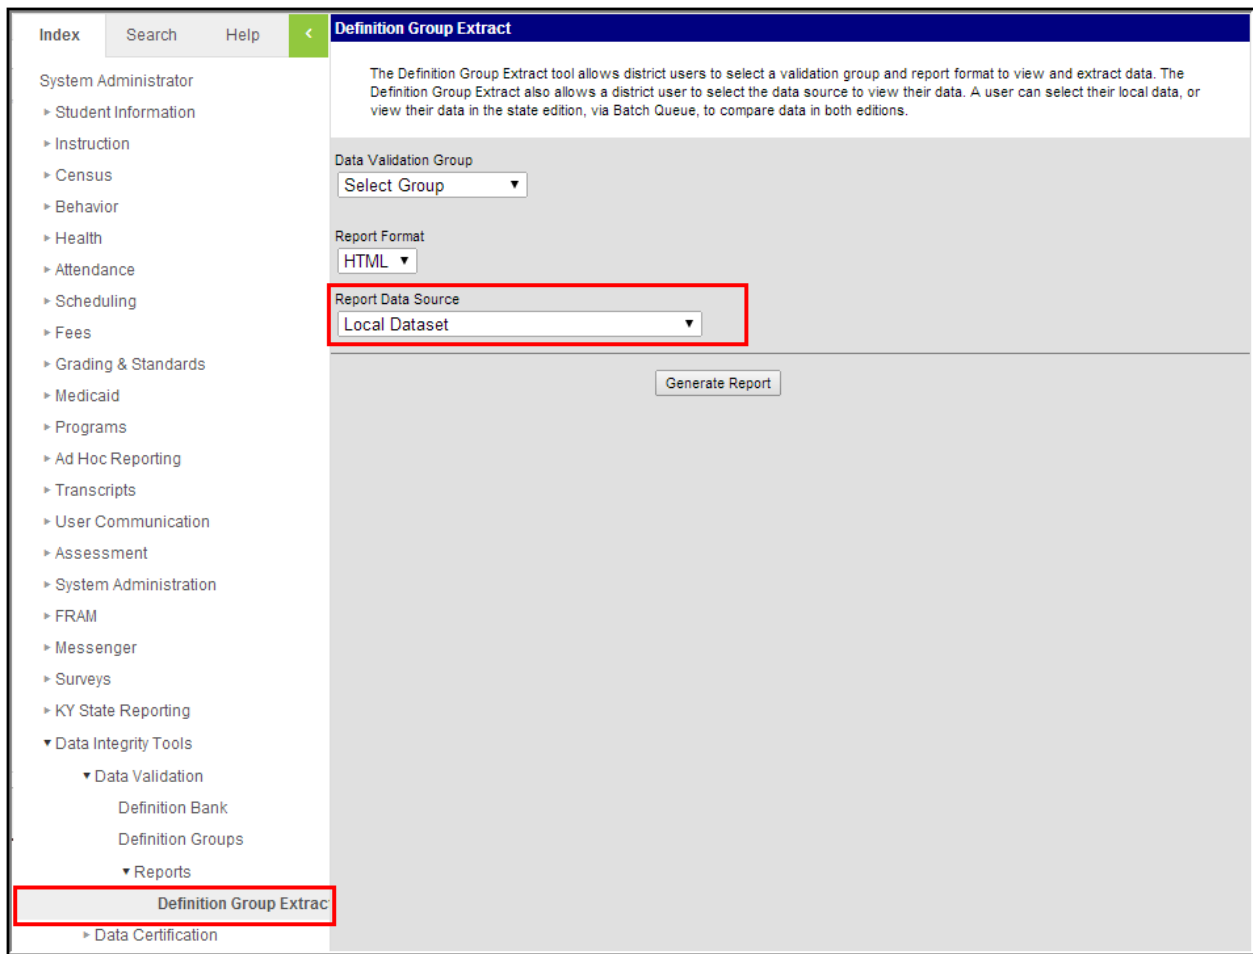 Index Search Help <
System Administrator
Student Information
Instruction
Census
Behavior
Health
Attendance
Scheduling
Fees
Grading & Standards
Medicaid
Programs
Ad Hoc Reporting
Transcripts
User Communication
Assessment
System Administration
FRAM
Messenger
Surveys
KY State Reporting
Data Integrity Tools
Data Validation
Definition Bank
Definition Groups
Reports
Definition Group Extrac
Data Certification
Definition Group Extract
The Definition Group Extract tool allows district users to select a validation group and report format to view and extract data. The
Definition Group Extract also allows a district user to select the data source to view their data. A user can select their local data, or
view their data in the state edition, via Batch Queue, to compare data in both editions.
Data Validation Group
Select Group
Report Format
HTML
Report Data Source
Local Dataset
Generate Report